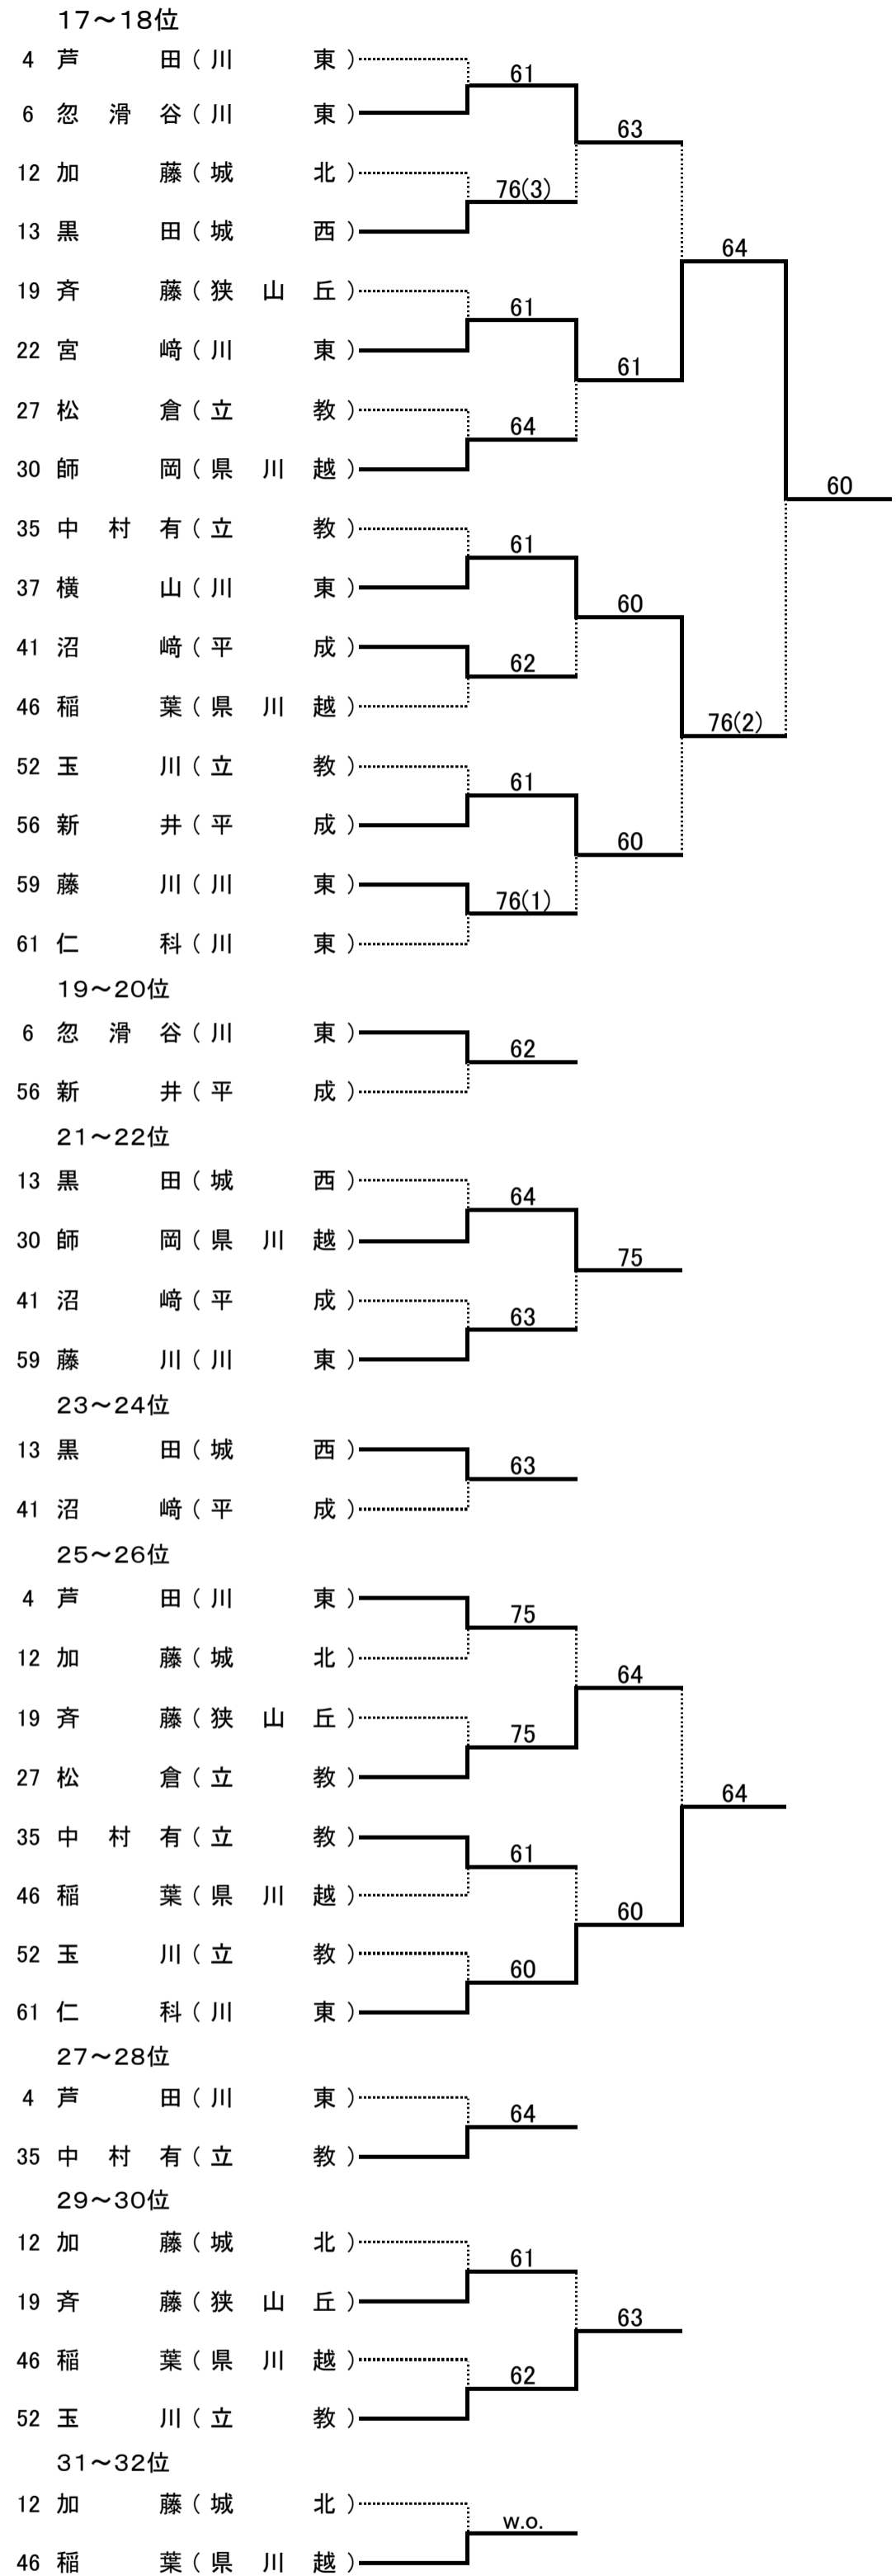 17～18位
4 芦 田 ( 川 東 )
61
6 忽 滑 谷 ( 川 東 )
63
12 加 藤 ( 城 北 )
76(3)
13 黒 田 ( 城 西 )
64
19 斉 藤 ( 狭 山 丘 )
61
22 宮 﨑 ( 川 東 )
61
27 松 倉 ( 立 教 )
64
30 師 岡 ( 県 川 越 )
60
35 中 村 有 ( 立 教 )
61
37 横 山 ( 川 東 )
60
41 沼 﨑 ( 平 成 )
62
46 稲 葉 ( 県 川 越 )
76(2)
52 玉 川 ( 立 教 )
61
56 新 井 ( 平 成 )
60
59 藤 川 ( 川 東 )
76(1)
61 仁 科 ( 川 東 )
19～20位
6 忽 滑 谷 ( 川 東 )
62
56 新 井 ( 平 成 )
21～22位
13 黒 田 ( 城 西 )
64
30 師 岡 ( 県 川 越 )
75
41 沼 﨑 ( 平 成 )
63
59 藤 川 ( 川 東 )
23～24位
13 黒 田 ( 城 西 )
63
41 沼 﨑 ( 平 成 )
25～26位
4 芦 田 ( 川 東 )
75
12 加 藤 ( 城 北 )
64
19 斉 藤 ( 狭 山 丘 )
75
27 松 倉 ( 立 教 )
64
35 中 村 有 ( 立 教 )
61
46 稲 葉 ( 県 川 越 )
60
52 玉 川 ( 立 教 )
60
61 仁 科 ( 川 東 )
27～28位
4 芦 田 ( 川 東 )
64
35 中 村 有 ( 立 教 )
29～30位
12 加 藤 ( 城 北 )
61
19 斉 藤 ( 狭 山 丘 )
63
46 稲 葉 ( 県 川 越 )
62
52 玉 川 ( 立 教 )
31～32位
12 加 藤 ( 城 北 )
w.o.
46 稲 葉 ( 県 川 越 )